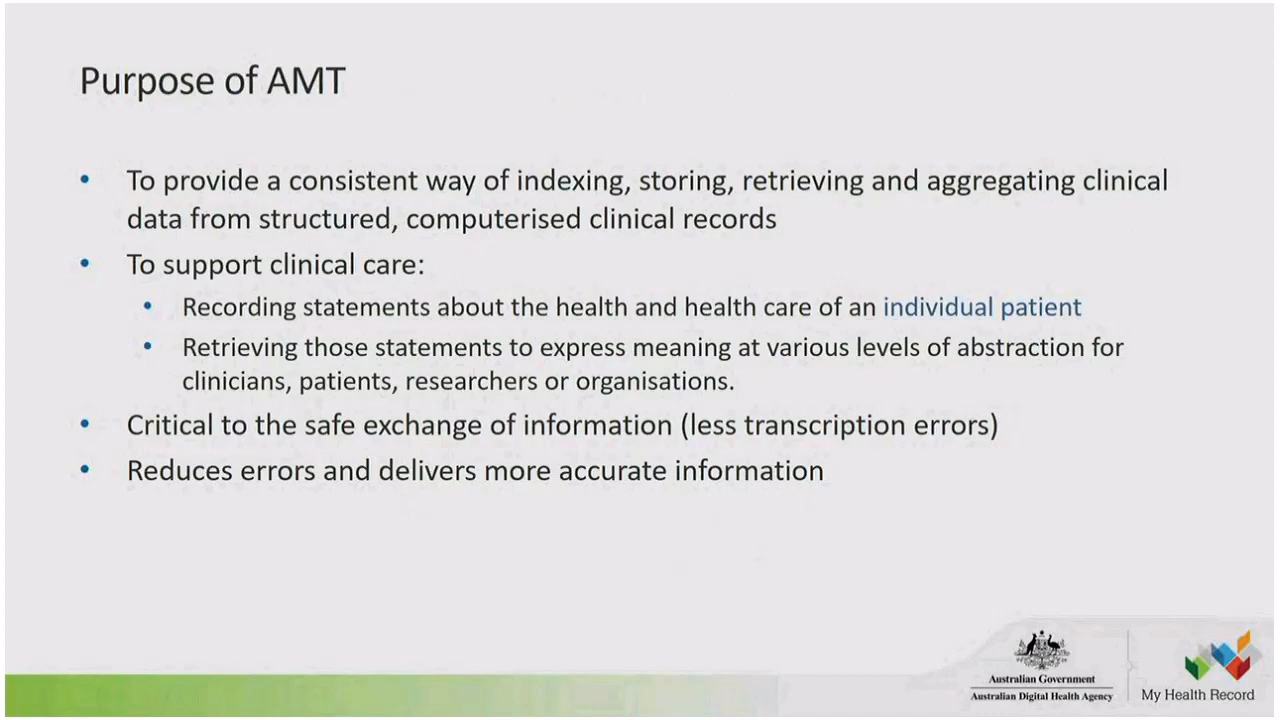 Purpose of AMT
• To provide a consistent way of indexing, storing, retrieving and aggregating clinical
data from structured, computerised clinical records
• To support clinical care:
• Recording statements about the health and health care of an individual patient
• Retrieving those statements to express meaning at various levels of abstraction for
clinicians, patients, researchers or organisations.
• Critical to the safe exchange of information (less transcription errors)
• Reduces errors and delivers more accurate information
Australian Government
Australian Digital Health Agency
My Health Record